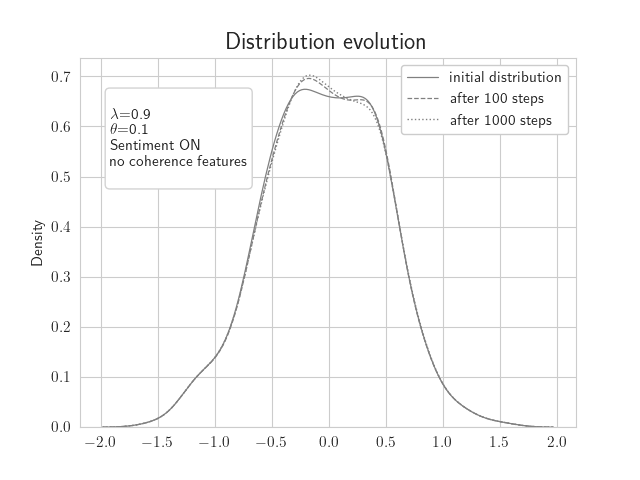 Distribution evolution
Density
0.7
0.6
0.5
0.4
0.3
0.2
0.1
0.0
λ=0.9
θ=0.1
Sentiment ON
no coherence features
initial distribution
after 100 steps
after 1000 steps
−2.0 −1.5 −1.0 −0.5 0.0 0.5 1.0 1.5 2.0